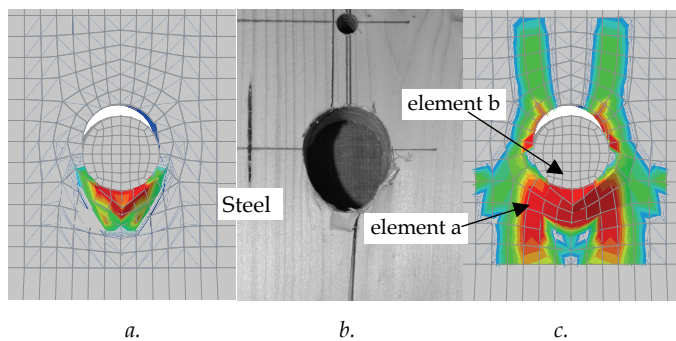 element b
Steel
element a
a.
b.
c.